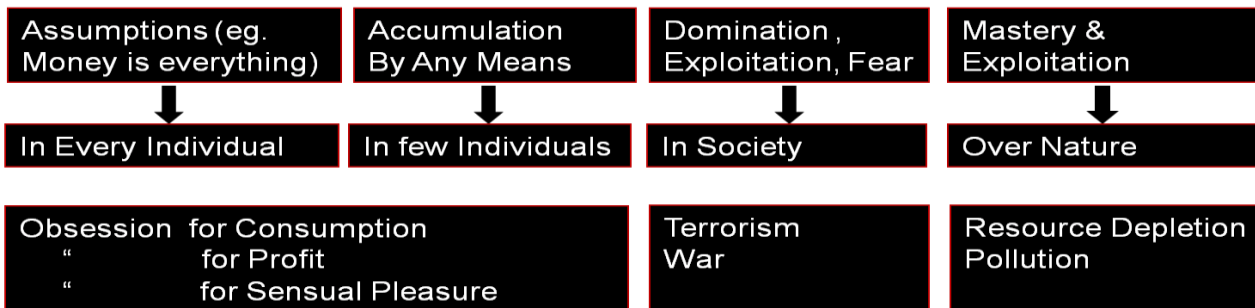 Assumptions (eg.
Money is everything)
Accumulation
By Any Means
Domination ,
Exploitation, Fear
Mastery &
Exploitation
In Every Individual
In few Individuals
In Society
Over Nature
Obsession for Consumption
“ for Profit
“ for Sensual Pleasure
Terrorism
War
Resource Depletion
Pollution